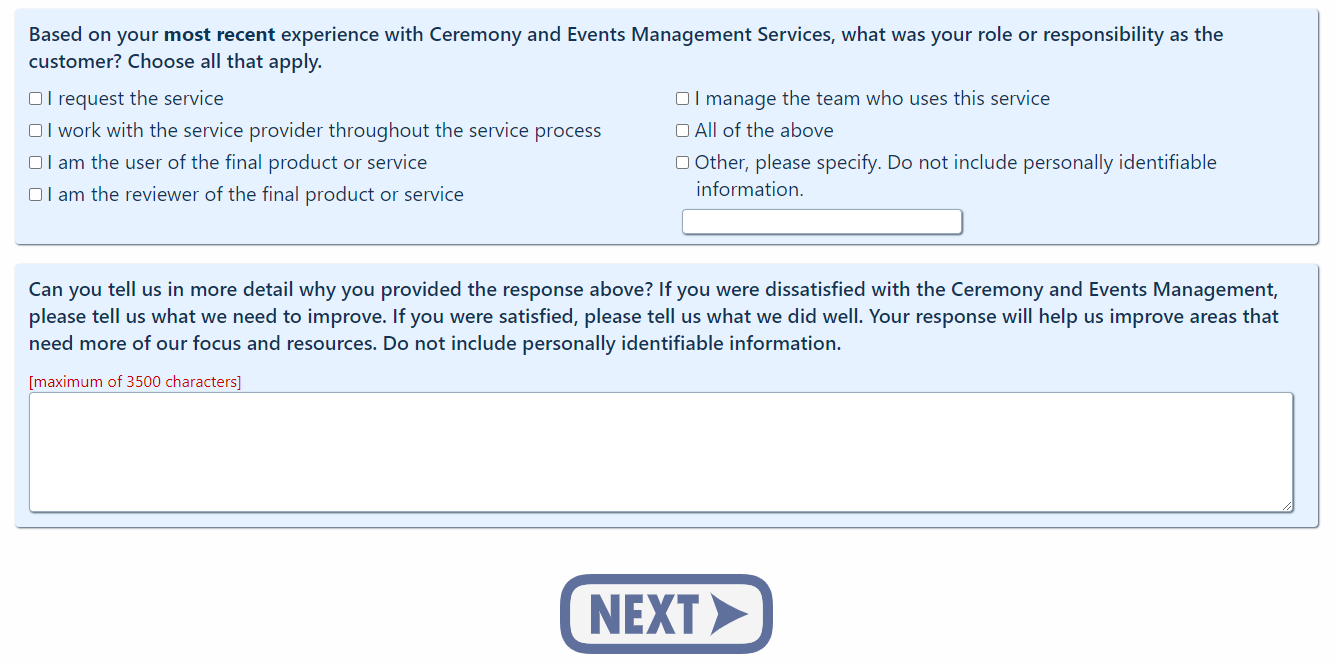 Based on your most recent experience with Ceremony and Events Management Services, what was your role or responsibility as the
customer? Choose all that apply.
I request the service
I work with the service provider throughout the service process
I am the user of the final product or service
I am the reviewer of the final product or service
I manage the team who uses this service
All of the above
Other, please specify. Do not include personally identifiable
information.
Can you tell us in more detail why you provided the response above? If you were dissatisfied with the Ceremony and Events Management,
please tell us what we need to improve. If you were satisfied, please tell us what we did well. Your response will help us improve areas that
need more of our focus and resources. Do not include personally identifiable information.
[maximum of 3500 characters]
NEXT